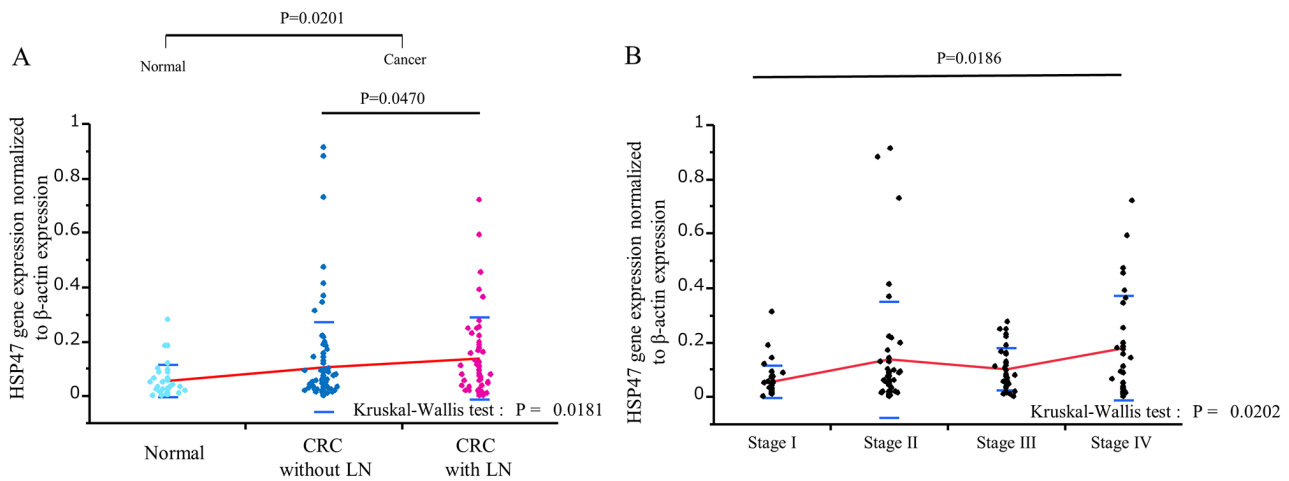 A
P=0.0201
Normal
Cancer
P=0.0470
HSP47 gene expression normalized
to β-actin expression
1
0.8
0.6
0.4
0.2
0
Kruskal-Wallis test : P = 0.0181
Normal
CRC
without LN
CRC
with LN
B
P=0.0186
HSP47 gene expression normalized
to β-actin expression
1
0.8
0.6
0.4
0.2
0
Kruskal-Wallis test : P = 0.0202
Stage I
Stage II
Stage III
Stage IV